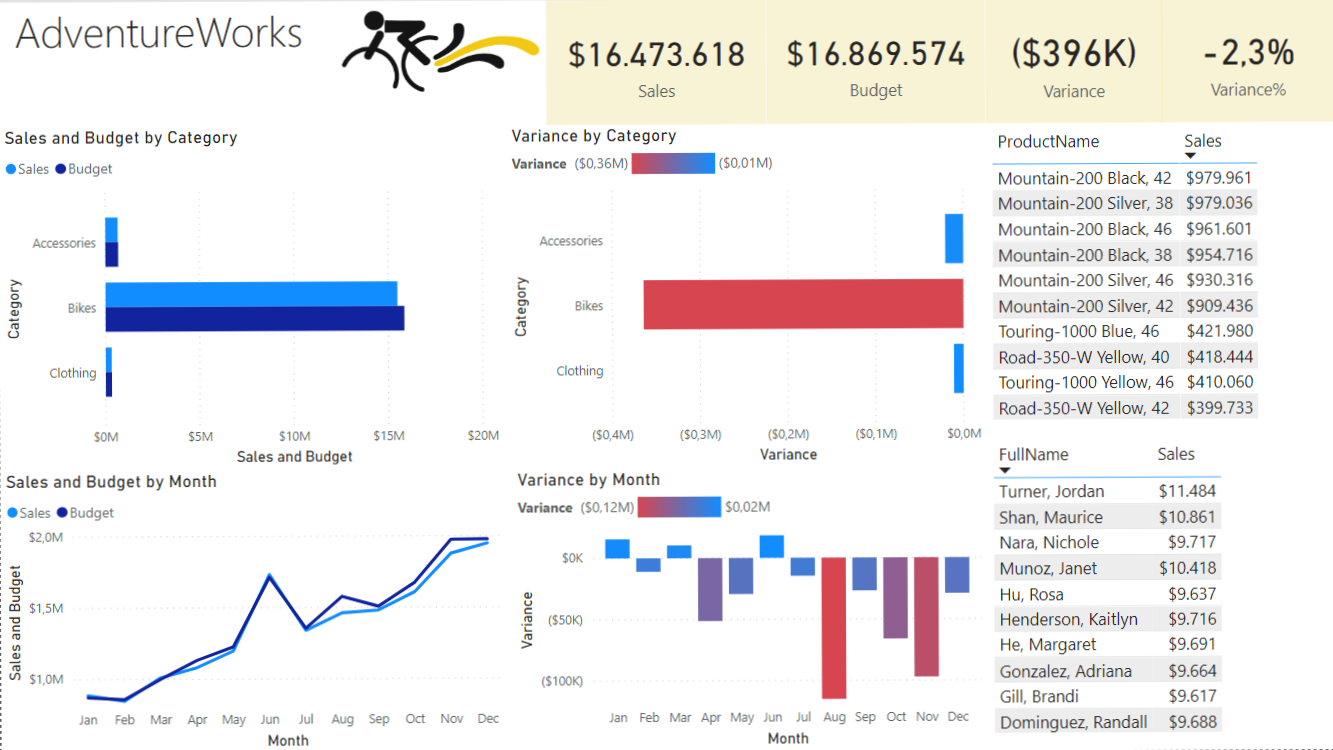 AdventureWorks
$16.473.618
Sales
$16.869.574
Budget
($396K)
Variance
-2,3%
Variance%
Sales and Budget by Category
Sales Budget
Category
Accessories
Bikes
Clothing
$0M $5M $10M $15M $20M
Sales and Budget
Variance by Category
Variance ($0,36M) ($0,01M)
Category
Accessories
Bikes
Clothing
($0,4M) ($0,3M) ($0,2M) ($0,1M) $0,0M
Variance
ProductName Sales
Mountain-200 Black, 42 $979.961
Mountain-200 Silver, 38 $979.036
Mountain-200 Black, 46 $961.601
Mountain-200 Black, 38 $954.716
Mountain-200 Silver, 46 $930.316
Mountain-200 Silver, 42 $909.436
Touring-1000 Blue, 46 $421.980
Road-350-W Yellow, 40 $418.444
Touring-1000 Yellow, 46 $410.060
Road-350-W Yellow, 42 $399.733
Sales and Budget by Month
Sales Budget
Sales and Budget
$2,0M
$1,5M
$1,0M
Jan Feb Mar Apr May Jun Jul Aug Sep Oct Nov Dec
Month
Variance by Month
Variance ($0,12M) $0,02M
Variance
$0K
($50K)
($100K)
Jan Feb Mar Apr May Jun Jul Aug Sep Oct Nov Dec
Month
FullName Sales
Turner, Jordan $11.484
Shan, Maurice $10.861
Nara, Nichole $9.717
Munoz, Janet $10.418
Hu, Rosa $9.637
Henderson, Kaitlyn $9.716
He, Margaret $9.691
Gonzalez, Adriana $9.664
Gill, Brandi $9.617
Dominguez, Randall $9.688